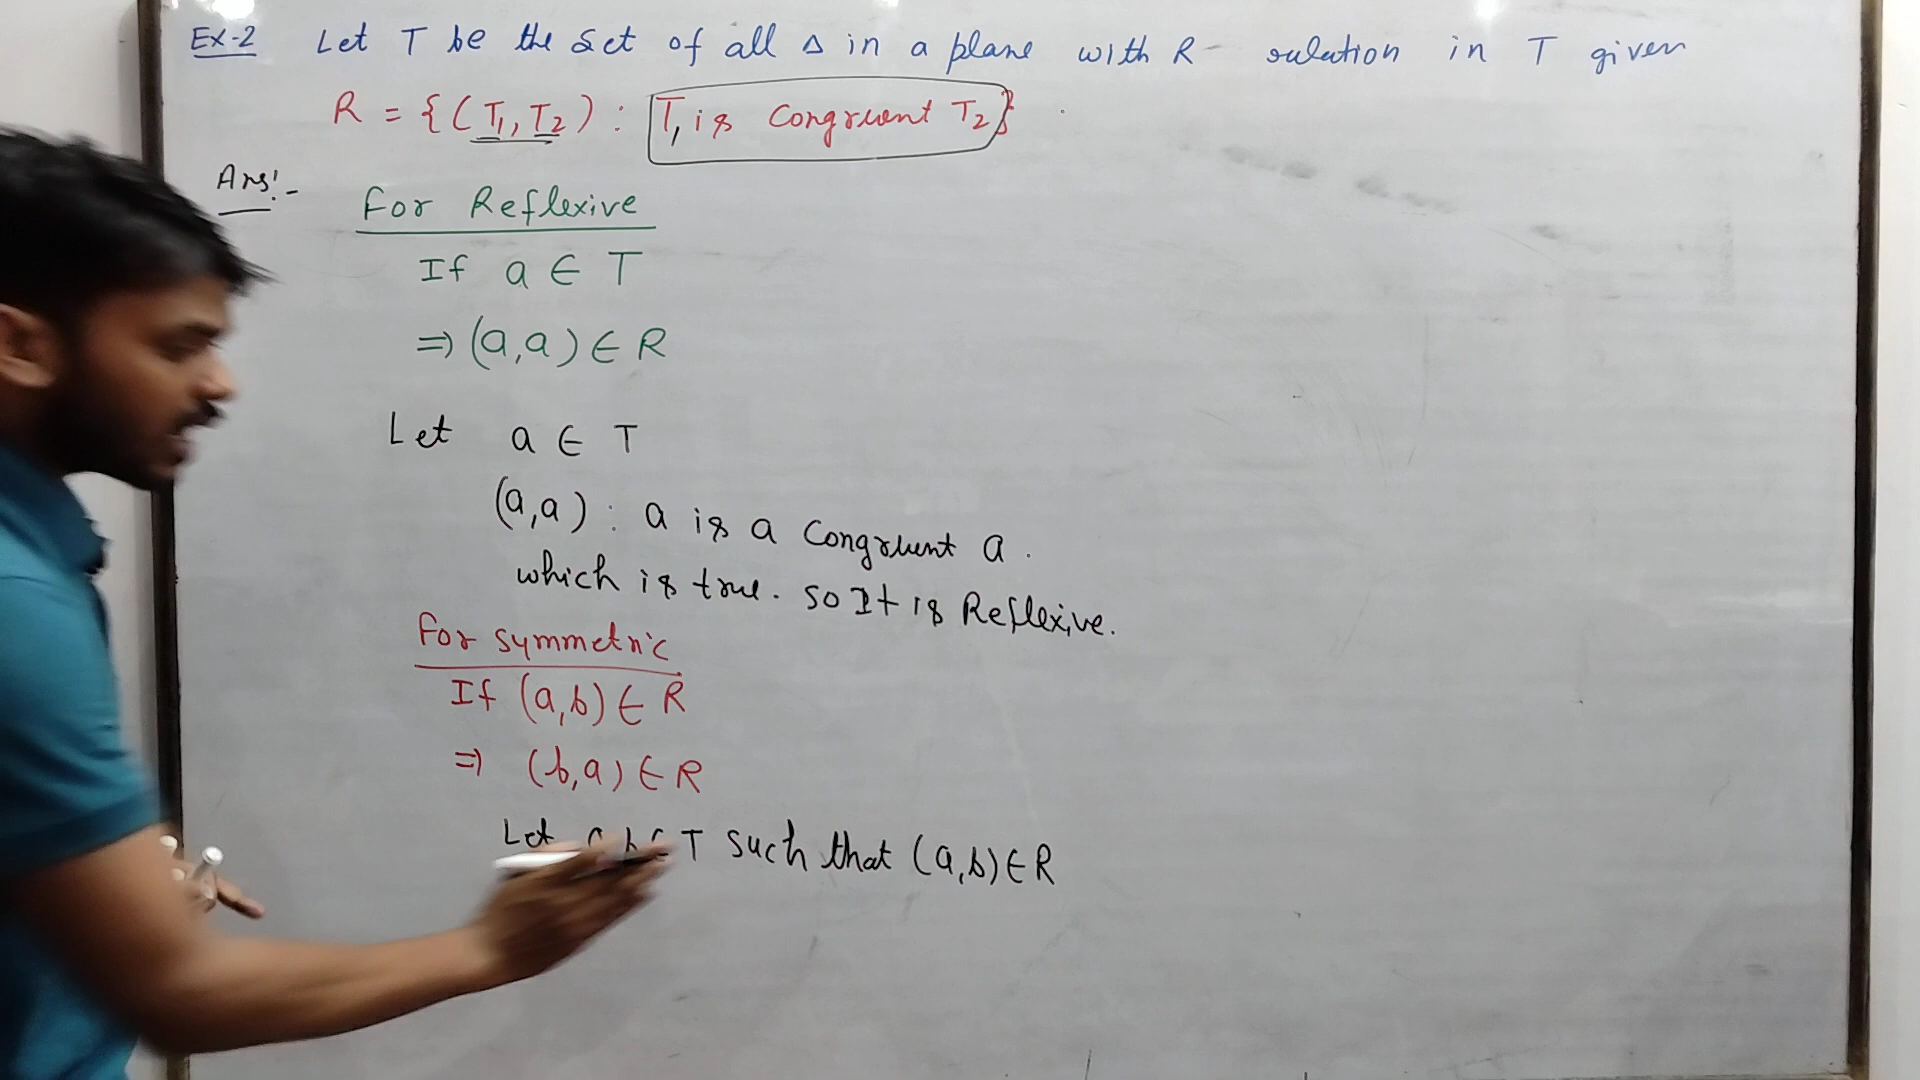 Ex-2 Let T be the set of all Δ in a plane with R - relation in T given
R = {(T1, T2) : T1 is Congruent T2}
Ans:-
For Reflexive
If a ∈ T
⇒ (a,a) ∈ R
Let a ∈ T
(a,a) : a is a Congruent a.
which is true. so It is Reflexive.
For symmetric
If (a,b) ∈ R
⇒ (b,a) ∈ R
Let T such that (a,b) ∈ R